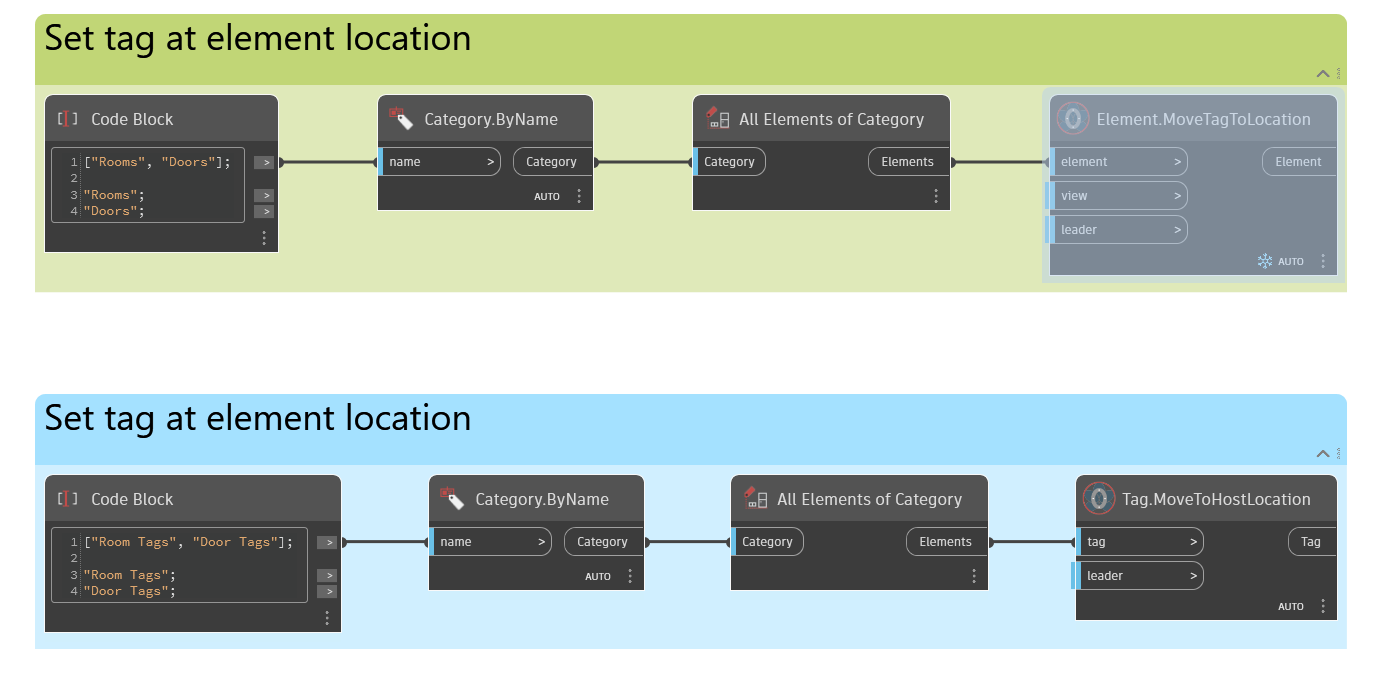 Set tag at element location
Code Block
1 ["Rooms", "Doors"]; >
2
3 "Rooms"; >
4 "Doors"; >
Category.ByName
name > Category
AUTO
All Elements of Category
Category Elements
Element.MoveTagToLocation
element > Element
view >
leader >
AUTO
Set tag at element location
Code Block
1 ["Room Tags", "Door Tags"]; >
2
3 "Room Tags"; >
4 "Door Tags"; >
Category.ByName
name > Category
AUTO
All Elements of Category
Category Elements
Tag.MoveToHostLocation
tag > Tag
leader >
AUTO